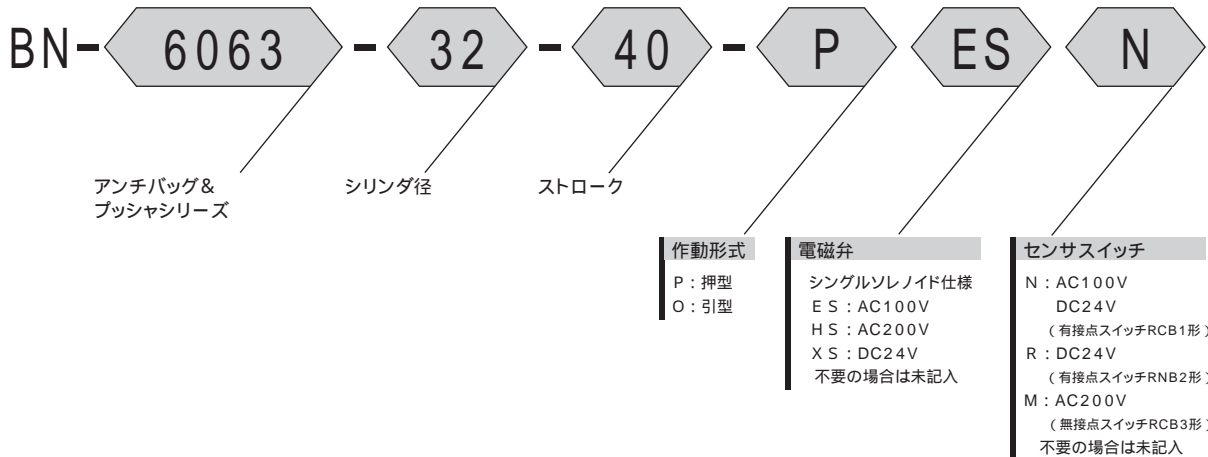 BN-6063-32-40-P ES N
アンチバッグ&
プッシャシリーズ
シリンダ径
ストローク
作動形式
P:押型
O:引型
電磁弁
シングルソレノイド仕様
ES:AC100V
HS:AC200V
XS:DC24V
不要の場合は未記入
センサスイッチ
N:AC100V
DC24V
(有接点スイッチRCB1形)
R:DC24V
(有接点スイッチRNB2形)
M:AC200V
(無接点スイッチRCB3形)
不要の場合は未記入